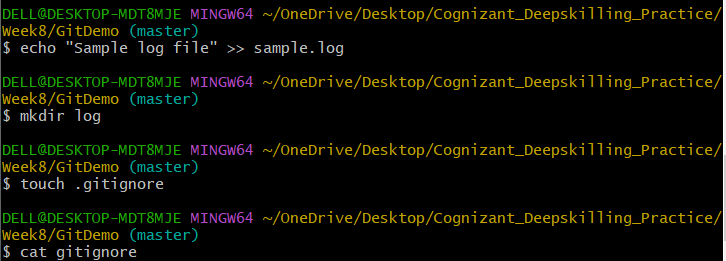 DELL@DESKTOP-MDT8MJE MINGW64 ~/OneDrive/Desktop/Cognizant_Deepskilling_Practice/
Week8/GitDemo (master)
$ echo "Sample log file" >> sample.log
DELL@DESKTOP-MDT8MJE MINGW64 ~/OneDrive/Desktop/Cognizant_Deepskilling_Practice/
Week8/GitDemo (master)
$ mkdir log
DELL@DESKTOP-MDT8MJE MINGW64 ~/OneDrive/Desktop/Cognizant_Deepskilling_Practice/
Week8/GitDemo (master)
$ touch .gitignore
DELL@DESKTOP-MDT8MJE MINGW64 ~/OneDrive/Desktop/Cognizant_Deepskilling_Practice/
Week8/GitDemo (master)
$ cat gitignore